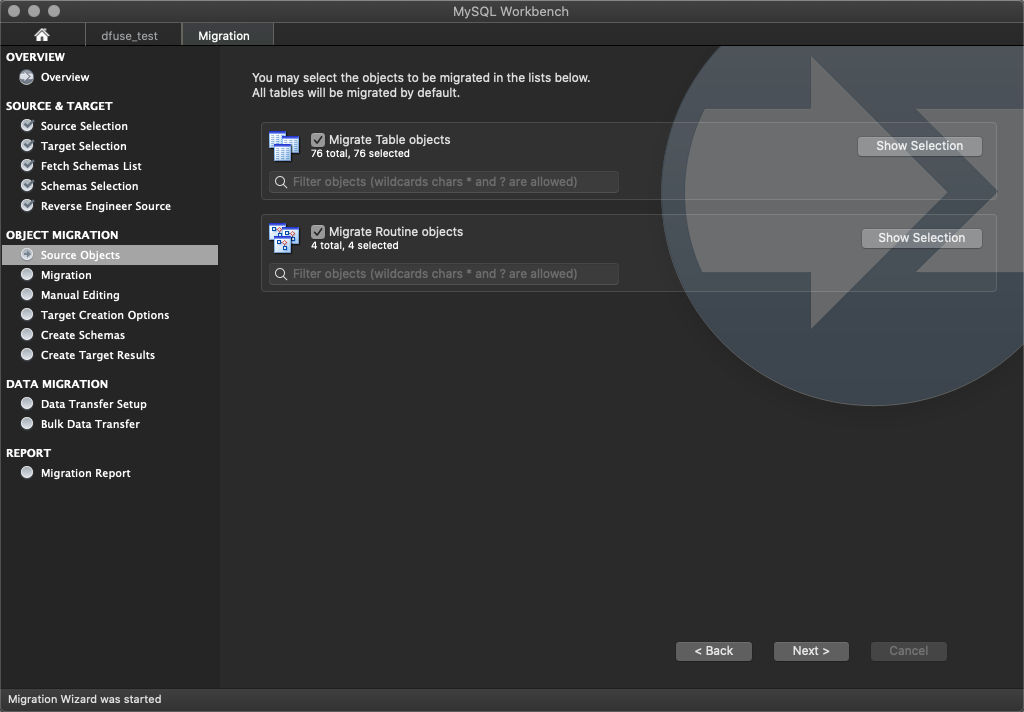 MySQL Workbench
dfuse_test
Migration
OVERVIEW
Overview
SOURCE & TARGET
Source Selection
Target Selection
Fetch Schemas List
Schemas Selection
Reverse Engineer Source
OBJECT MIGRATION
Source Objects
Migration
Manual Editing
Target Creation Options
Create Schemas
Create Target Results
DATA MIGRATION
Data Transfer Setup
Bulk Data Transfer
REPORT
Migration Report
You may select the objects to be migrated in the lists below.
All tables will be migrated by default.
Migrate Table objects
76 total, 76 selected
Show Selection
Filter objects (wildcards chars * and ? are allowed)
Migrate Routine objects
4 total, 4 selected
Show Selection
Filter objects (wildcards chars * and ? are allowed)
< Back
Next >
Cancel
Migration Wizard was started